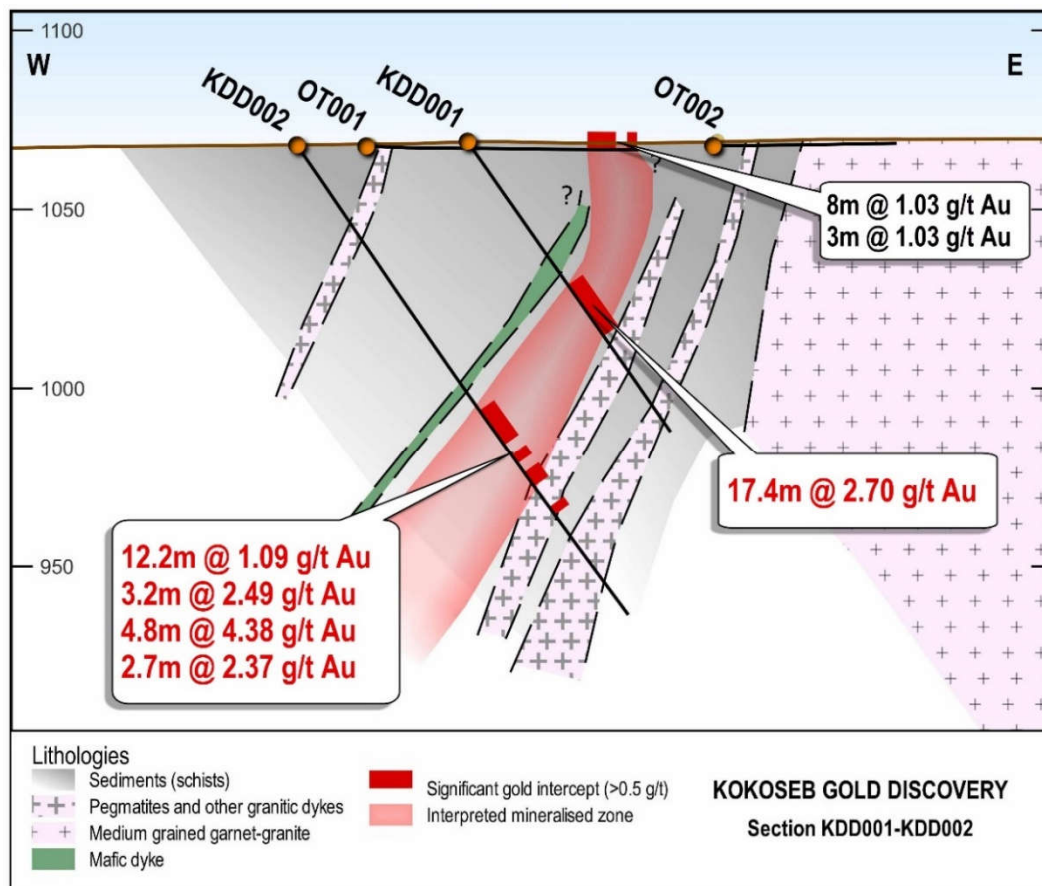 1100
W
E
KDD002
OT001
KDD001
OT002
1050
?
?
8m @ 1.03 g/t Au
3m @ 1.03 g/t Au
1000
17.4m @ 2.70 g/t Au
950
12.2m @ 1.09 g/t Au
3.2m @ 2.49 g/t Au
4.8m @ 4.38 g/t Au
2.7m @ 2.37 g/t Au
Lithologies
Sediments (schists)
Pegmatites and other granitic dykes
Medium grained garnet-granite
Mafic dyke
Significant gold intercept (>0.5 g/t)
Interpreted mineralised zone
KOKOSEB GOLD DISCOVERY
Section KDD001-KDD002